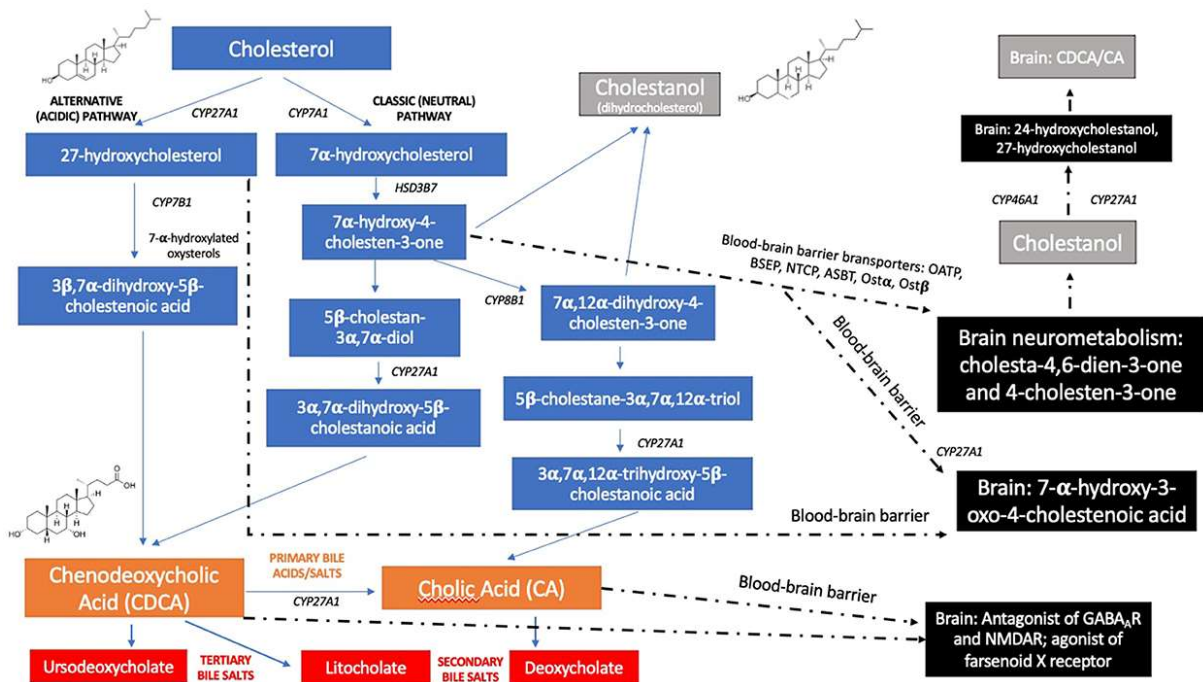 Cholesterol
HO
H
H
H
HO
H
H
H
ALTERNATIVE
(ACIDIC) PATHWAY
CYP27A1
CYP7A1
CLASSIC (NEUTRAL)
PATHWAY
Cholestanol
(dihydrocholesterol)
Brain: CDCA/CA
Brain: 24-hydroxycholestanol,
27-hydroxycholestanol
27-hydroxycholesterol
7α-hydroxycholesterol
CYP7B1
HSD3B7
CYP46A1
CYP27A1
7-α-hydroxylated
oxysterols
7α-hydroxy-4-
cholesten-3-one
Cholestanol
Blood-brain barrier transporters: OATP,
BSEP, NTCP, ASBT, Ostα, Ostβ
3β,7α-dihydroxy-5β-
cholestenoic acid
CYP8B1
7α,12α-dihydroxy-4-
cholesten-3-one
5β-cholestan-
3α,7α-diol
Blood-brain barrier
Brain neurometabolism:
cholesta-4,6-dien-3-one
and 4-cholesten-3-one
CYP27A1
5β-cholestane-3α,7α,12α-triol
3α,7α-dihydroxy-5β-
cholestanoic acid
CYP27A1
CYP27A1
3α,7α,12α-trihydroxy-5β-
cholestanoic acid
Brain: 7-α-hydroxy-3-
oxo-4-cholestenoic acid
O
OH
HO
OH
H
H
H
H
Blood-brain barrier
Chenodeoxycholic
Acid (CDCA)
PRIMARY BILE
ACIDS/SALTS
CYP27A1
Cholic Acid (CA)
Blood-brain barrier
Brain: Antagonist of GABAAR
and NMDAR; agonist of
farsenoid X receptor
Ursodeoxycholate
TERTIARY
BILE SALTS
Litocholate
SECONDARY
BILE SALTS
Deoxycholate